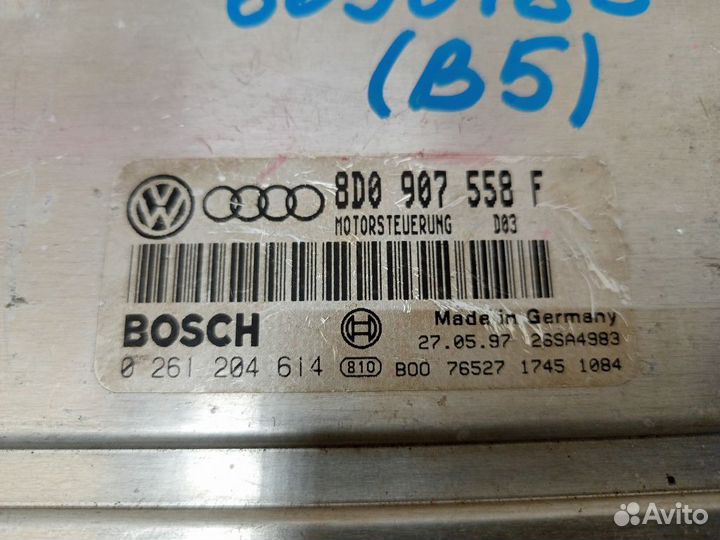 (B5)
8D0 907 558 F
MOTORSTEUERUNG D03
BOSCH
Made in Germany
27.05.97 26SA4983
0 261 204 614 810 B00 76527 1745 1084
Avito